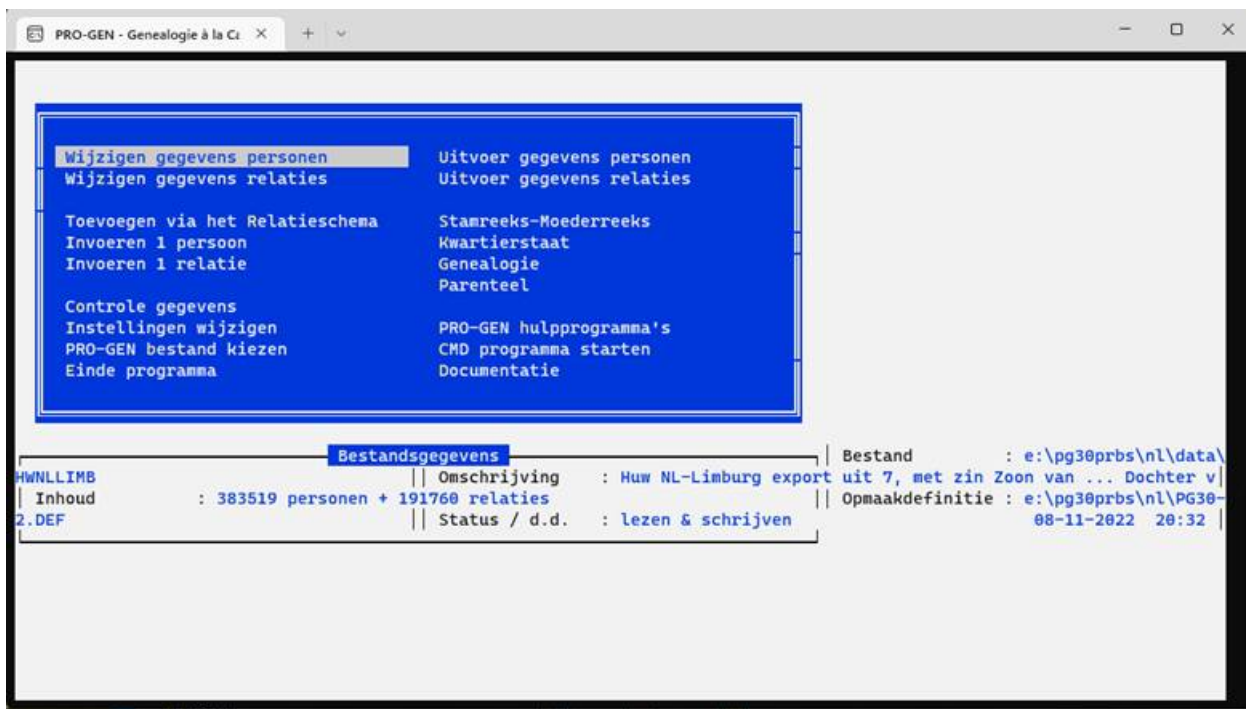 PRO-GEN - Genealogie à la Ca
Wijzigen gegevens personen Uitvoer gegevens personen
Wijzigen gegevens relaties Uitvoer gegevens relaties
Toevoegen via het Relatieschema Stamreeks-Moederreeks
Invoeren 1 persoon Kwartierstaat
Invoeren 1 relatie Genealogie
Parenteel
Controle gegevens
Instellingen wijzigen PRO-GEN hulpprogramma's
PRO-GEN bestand kiezen CMD programma starten
Einde programma Documentatie
Bestandsgegevens | Bestand : e:\pg30prbs\nl\data\
HWNLLIMB || Omschrijving : Huw NL-Limburg export uit 7, met zin Zoon van ... Dochter v|
| Inhoud : 383519 personen + 191760 relaties || Opmaakdefinitie : e:\pg30prbs\nl\PG30-
2.DEF || Status / d.d. : lezen & schrijven 08-11-2022 20:32 |